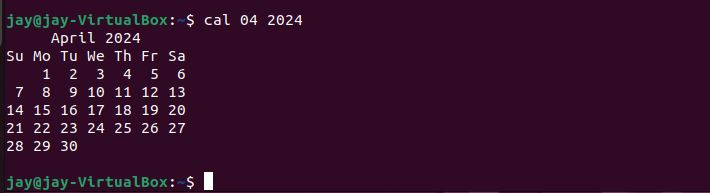 jay@jay-VirtualBox:~$ cal 04 2024
     April 2024
Su Mo Tu We Th Fr Sa
    1  2  3  4  5  6
 7  8  9 10 11 12 13
14 15 16 17 18 19 20
21 22 23 24 25 26 27
28 29 30
jay@jay-VirtualBox:~$